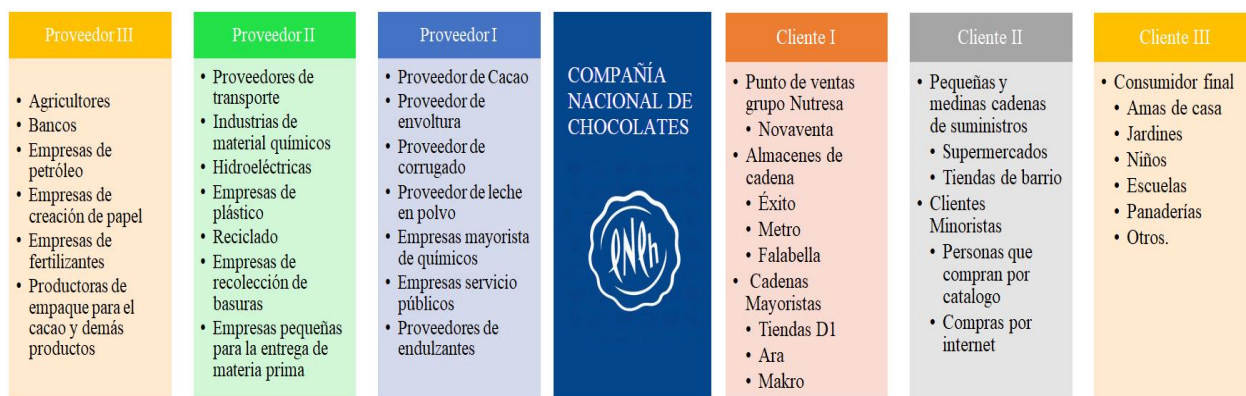 Proveedor III
• Agricultores
• Bancos
• Empresas de
petróleo
• Empresas de
creación de papel
• Empresas de
fertilizantes
• Productoras de
empaque para el
cacao y demás
productos
Proveedor II
• Proveedores de
transporte
• Industrias de
material químicos
• Hidroeléctricas
• Empresas de
plástico
• Reciclado
• Empresas de
recolección de
basuras
• Empresas pequeñas
para la entrega de
materia prima
Proveedor I
• Proveedor de Cacao
• Proveedor de
envoltura
• Proveedor de
corrugado
• Proveedor de leche
en polvo
• Empresas mayorista
de químicos
• Empresas servicio
públicos
• Proveedores de
endulzantes
COMPAÑÍA
NACIONAL DE
CHOCOLATES
Cliente I
• Punto de ventas
grupo Nutresa
• Novaventa
• Almacenes de
cadena
• Éxito
• Metro
• Falabella
• Cadenas
Mayoristas
• Tiendas D1
• Ara
• Makro
Cliente II
• Pequeñas y
medinas cadenas
de suministros
• Supermercados
• Tiendas de barrio
• Clientes
Minoristas
• Personas que
compran por
catalogo
• Compras por
internet
Cliente III
• Consumidor final
• Amas de casa
• Jardines
• Niños
• Escuelas
• Panaderías
• Otros.